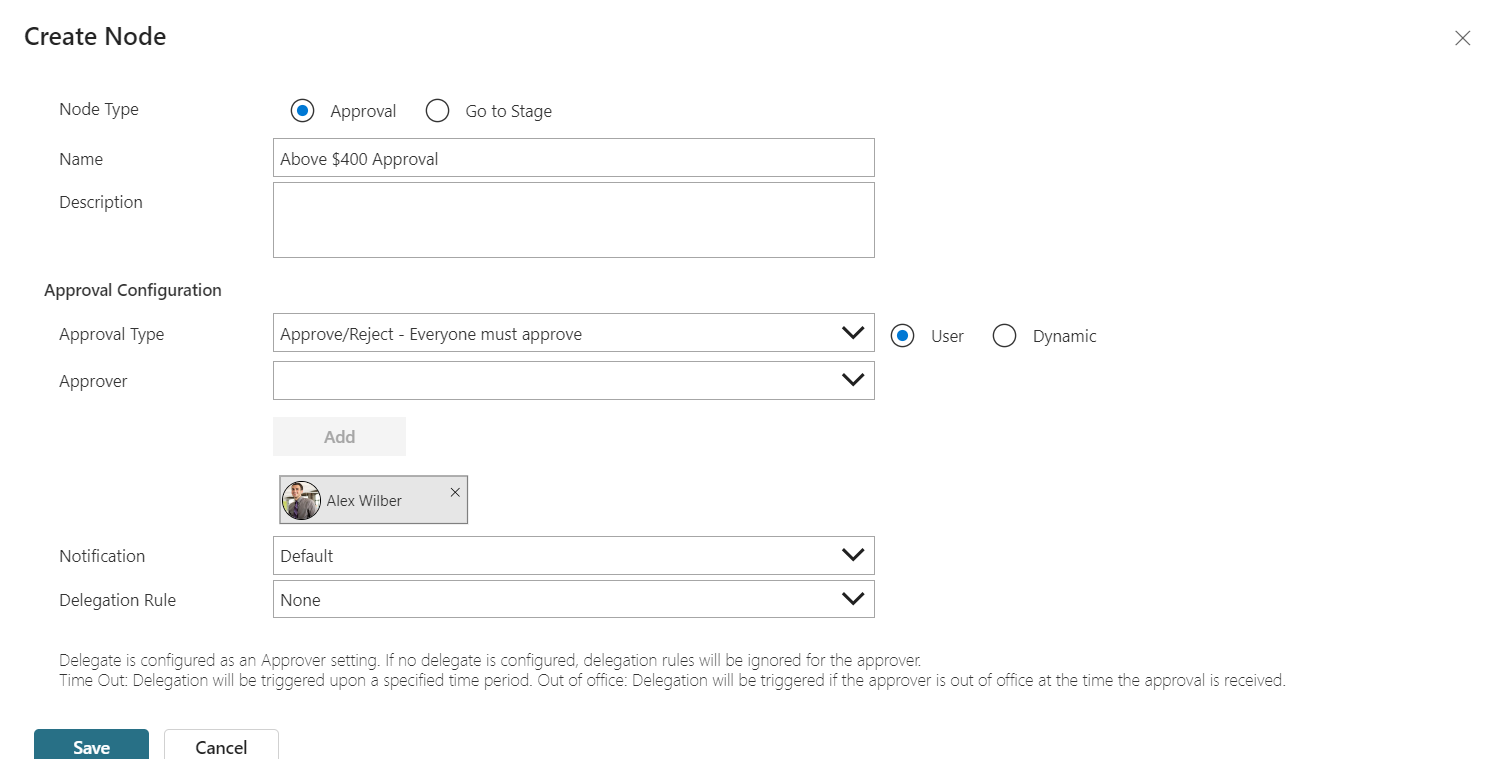 Create Node
Node Type
Approval
Go to Stage
Name
Above $400 Approval
Description
Approval Configuration
Approval Type
Approve/Reject - Everyone must approve
User
Dynamic
Approver
Add
Alex Wilber
Notification
Default
Delegation Rule
None
Delegate is configured as an Approver setting. If no delegate is configured, delegation rules will be ignored for the approver.
Time Out: Delegation will be triggered upon a specified time period. Out of office: Delegation will be triggered if the approver is out of office at the time the approval is received.
Save
Cancel